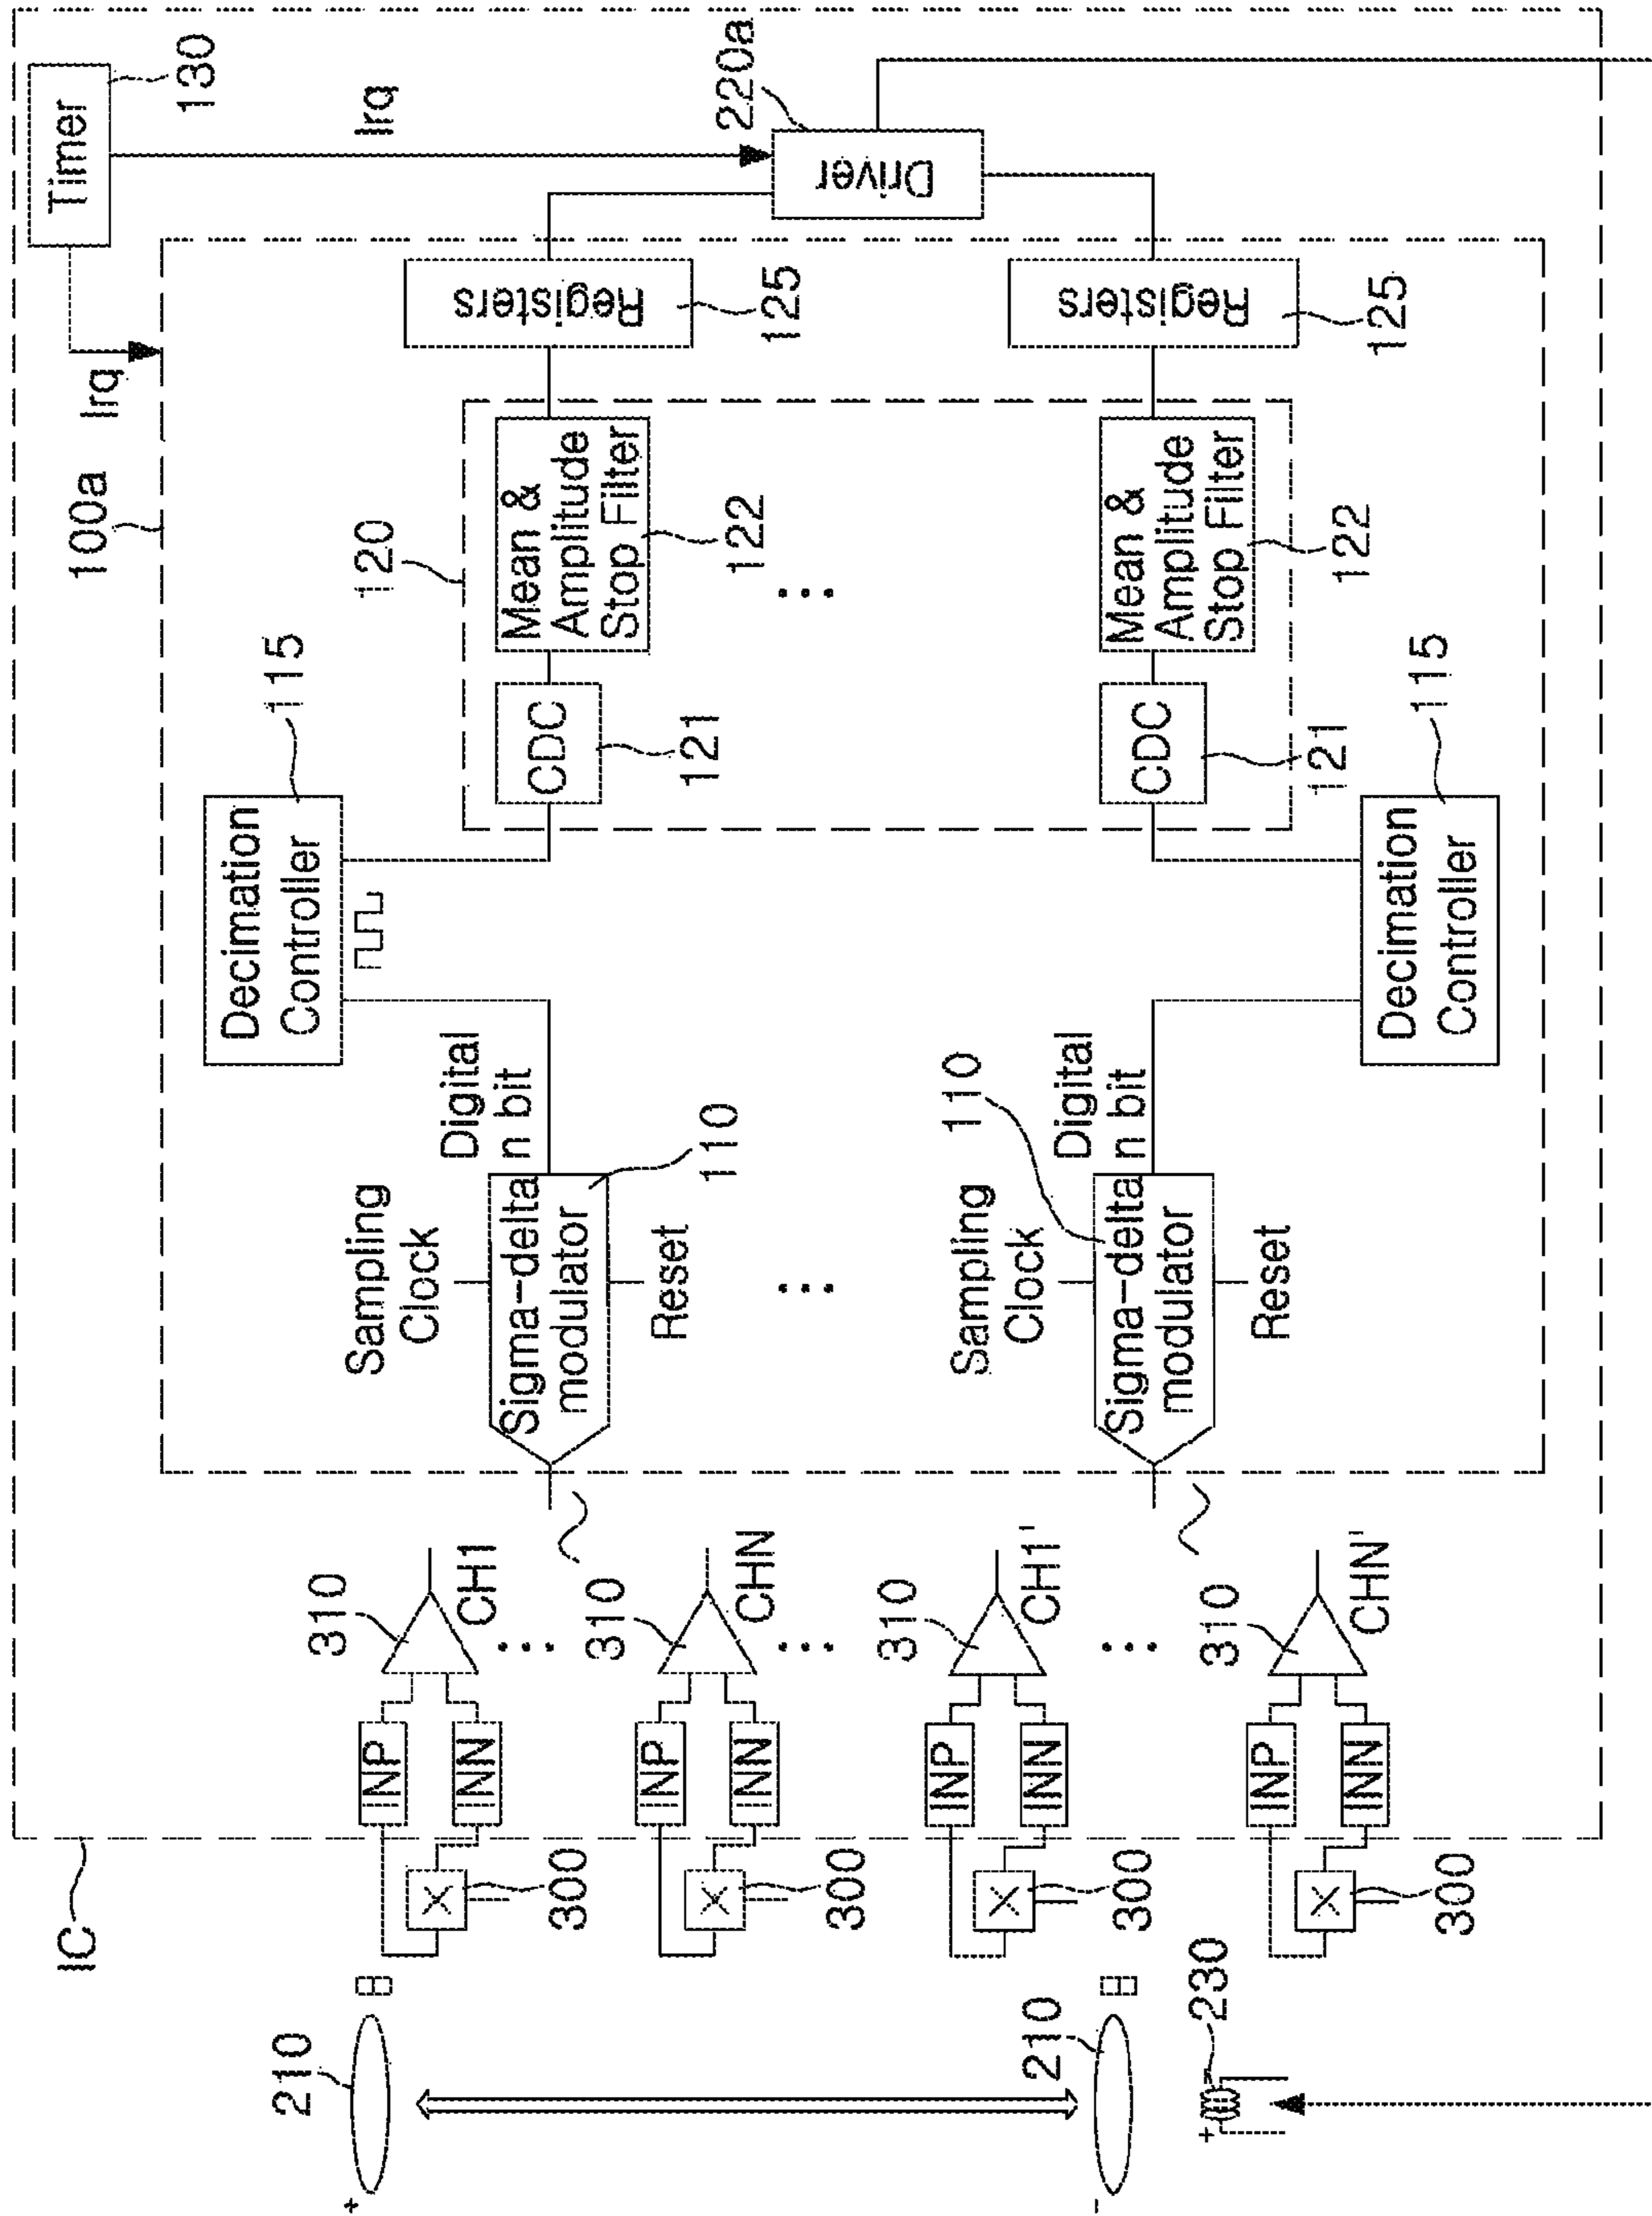 IC
Timer
130
Irq
Irq
100a
Driver
220a
Registers
125
Registers
125
120
Mean &
Amplitude
Stop Filter
122
CDC
121
Mean &
Amplitude
Stop Filter
122
CDC
121
...
Decimation
Controller
115
Decimation
Controller
115
Digital
n bit
Sampling
Clock
Sigma-delta
modulator
110
Reset
...
Digital
n bit
Sampling
Clock
Sigma-delta
modulator
110
Reset
310
CH1
INP
INN
300
...
310
CHN
INP
INN
300
...
310
CH1'
INP
INN
300
...
310
CHN'
INP
INN
300
210
+
210
-
230
+